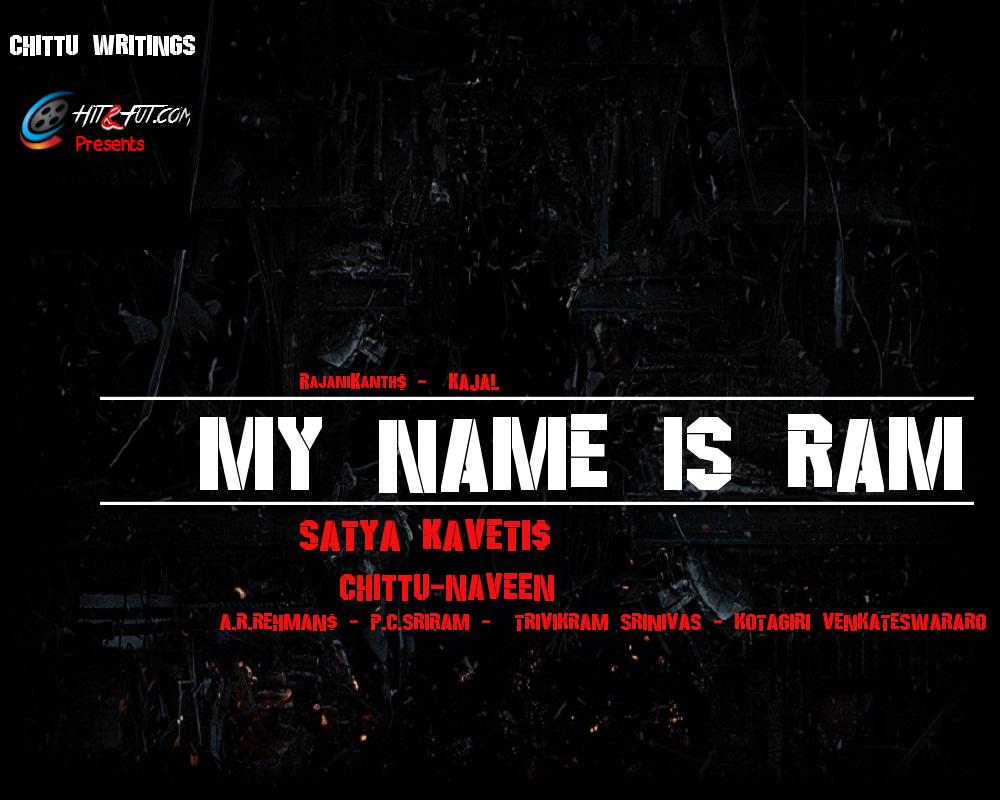 CHITTU WRITINGS
HIT&FUT.COM
Presents
RAJANIKANTH$ - KAJAL
MY NAME IS RAM
SATYA KAVETI$
CHITTU-NAVEEN
A.R.REHMAN$ - P.C.SRIRAM - TRIVIKRAM SRINIVAS - KOTAGIRI VENKATESWARARO